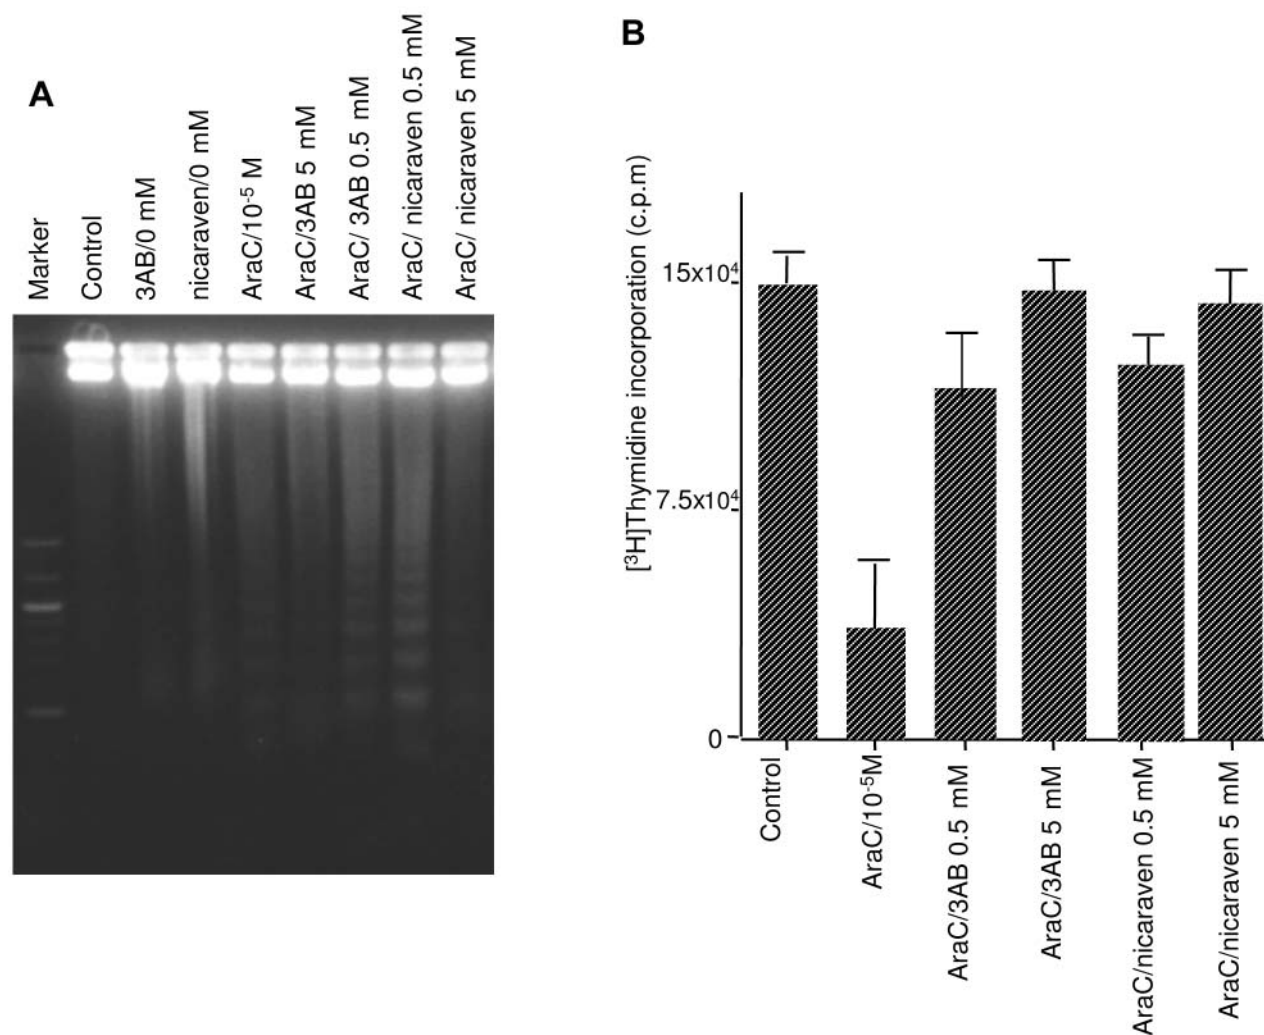 A
Marker
Control
3AB/0 mM
nicaraven/0 mM
AraC/10⁻⁵ M
AraC/3AB 5 mM
AraC/ 3AB 0.5 mM
AraC/ nicaraven 0.5 mM
AraC/ nicaraven 5 mM
B
[³H]Thymidine incorporation (c.p.m)
15x10⁴
7.5x10⁴
0
Control
AraC/10⁻⁵M
AraC/3AB 0.5 mM
AraC/3AB 5 mM
AraC/nicaraven 0.5 mM
AraC/nicaraven 5 mM